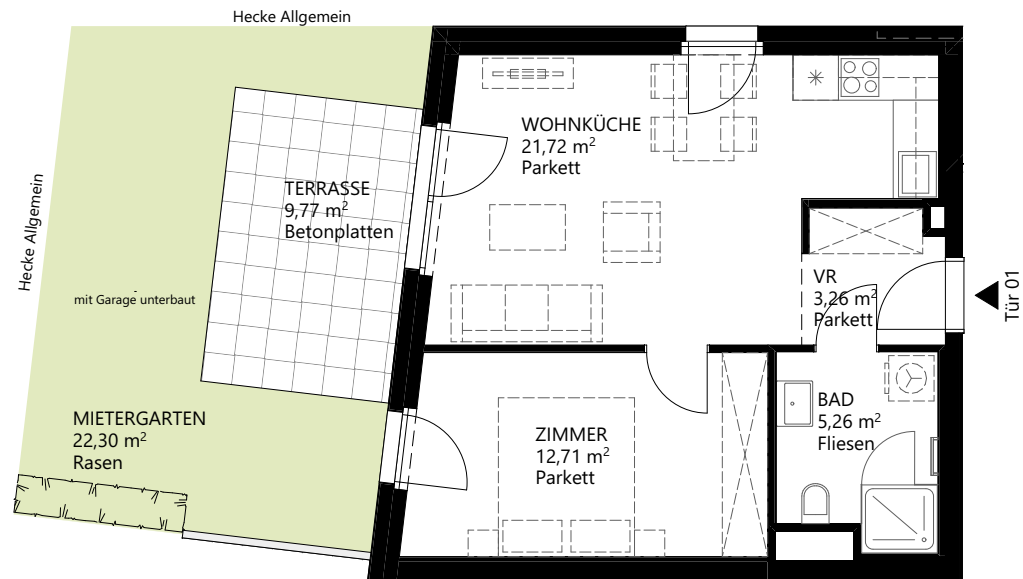 Hecke Allgemein
WOHNKÜCHE
21,72 m²
Parkett
TERRASSE
9,77 m²
Betonplatten
Hecke Allgemein
mit Garage unterbaut
VR
3,26 m²
Parkett
Tür 01
MIETERGARTEN
22,30 m²
Rasen
ZIMMER
12,71 m²
Parkett
BAD
5,26 m²
Fliesen